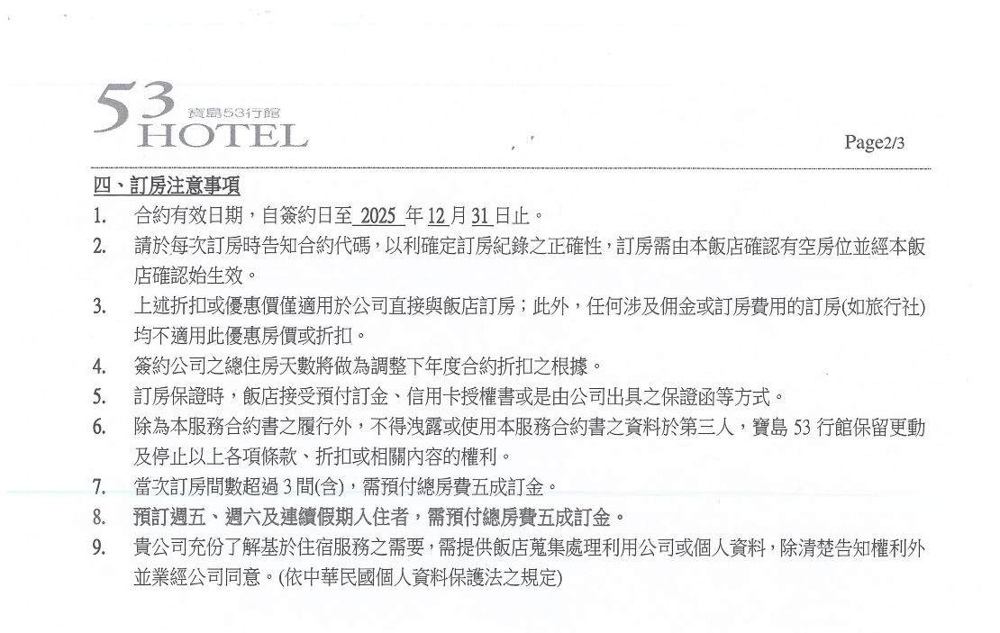 53
寶島53行館
HOTEL
Page2/3
四、訂房注意事項
1. 合約有效日期，自簽約日至 2025 年 12 月 31 日止。
2. 請於每次訂房時告知合約代碼，以利確定訂房紀錄之正確性，訂房需由本飯店確認有空房位並經本飯
店確認始生效。
3. 上述折扣或優惠價僅適用於公司直接與飯店訂房；此外，任何涉及佣金或訂房費用的訂房(如旅行社)
均不適用此優惠房價或折扣。
4. 簽約公司之總住房天數將做為調整下年度合約折扣之根據。
5. 訂房保證時，飯店接受預付訂金、信用卡授權書或是由公司出具之保證函等方式。
6. 除為本服務合約書之履行外，不得洩露或使用本服務合約書之資料於第三人，寶島 53 行館保留更動
及停止以上各項條款、折扣或相關內容的權利。
7. 當次訂房間數超過 3 間(含)，需預付總房費五成訂金。
8. 預訂週五、週六及連續假期入住者，需預付總房費五成訂金。
9. 貴公司充份了解基於住宿服務之需要，需提供飯店蒐集處理利用公司或個人資料，除清楚告知權利外
並業經公司同意。(依中華民國個人資料保護法之規定)